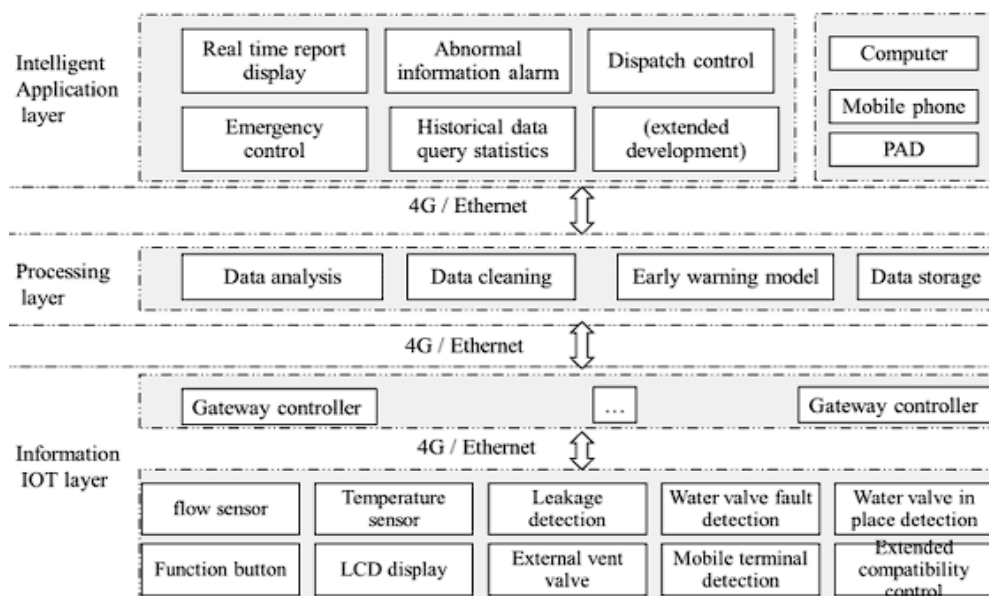 Intelligent
Application
layer
Real time report
display
Abnormal
information alarm
Dispatch control
Emergency
control
Historical data
query statistics
(extended
development)
Computer
Mobile phone
PAD
4G / Ethernet
Processing
layer
Data analysis
Data cleaning
Early warning model
Data storage
4G / Ethernet
Information
IOT layer
Gateway controller
...
Gateway controller
4G / Ethernet
flow sensor
Temperature
sensor
Leakage
detection
Water valve fault
detection
Water valve in
place detection
Function button
LCD display
External vent
valve
Mobile terminal
detection
Extended
compatibility
control